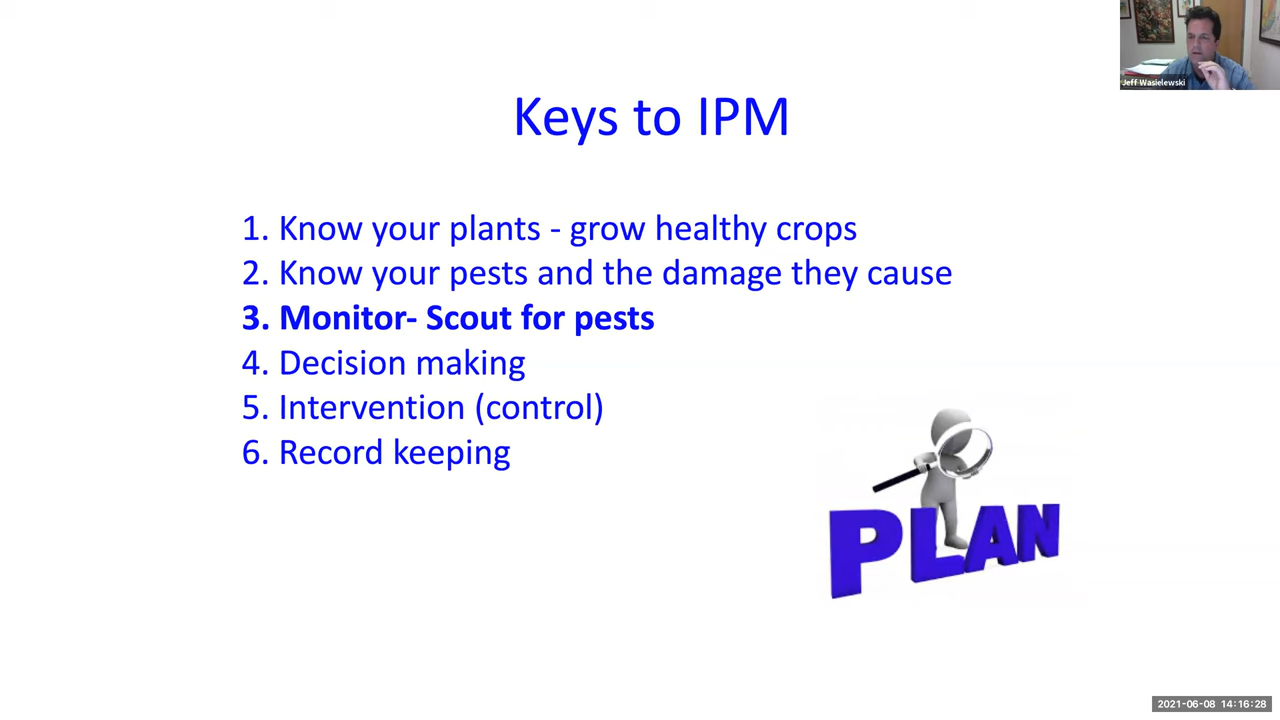 Jeff Wasielewski
Keys to IPM
1. Know your plants - grow healthy crops
2. Know your pests and the damage they cause
3. Monitor- Scout for pests
4. Decision making
5. Intervention (control)
6. Record keeping
PLAN
2021-06-08 14:16:28